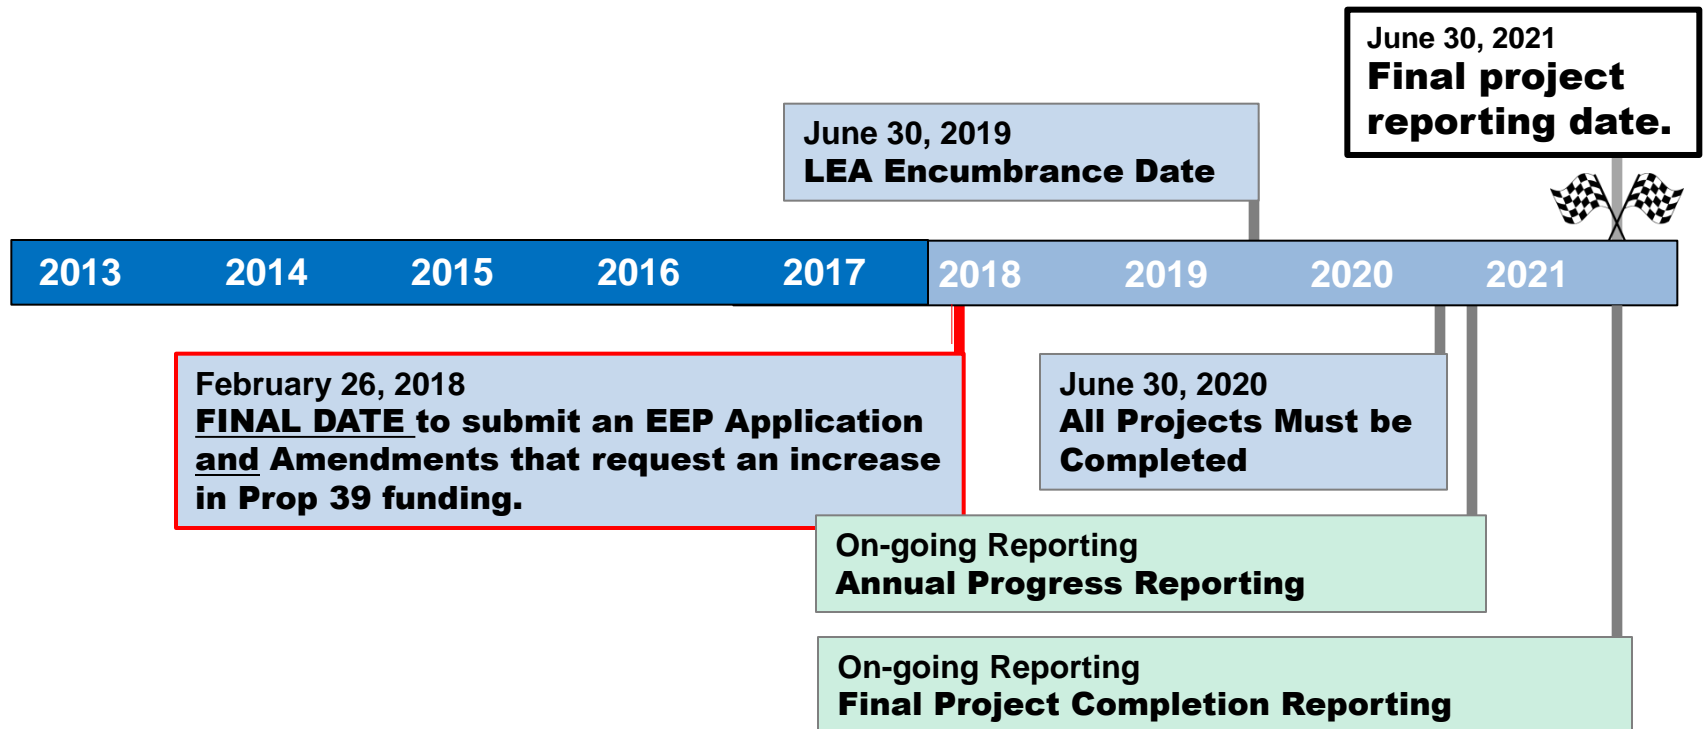 June 30, 2021
Final project
reporting date.
June 30, 2019
LEA Encumbrance Date
2013 2014 2015 2016 2017 2018 2019 2020 2021
February 26, 2018
FINAL DATE to submit an EEP Application
and Amendments that request an increase
in Prop 39 funding.
June 30, 2020
All Projects Must be
Completed
On-going Reporting
Annual Progress Reporting
On-going Reporting
Final Project Completion Reporting